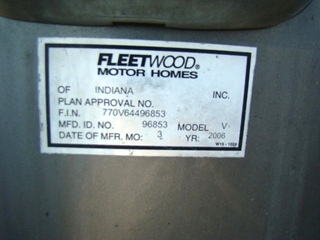 FLEETWOOD®
MOTOR HOMES
OF INDIANA INC.
PLAN APPROVAL NO.
F.I.N. 770V64496853
MFD. ID. NO. 96853 MODEL V
DATE OF MFR. MO: 3 YR: 2006